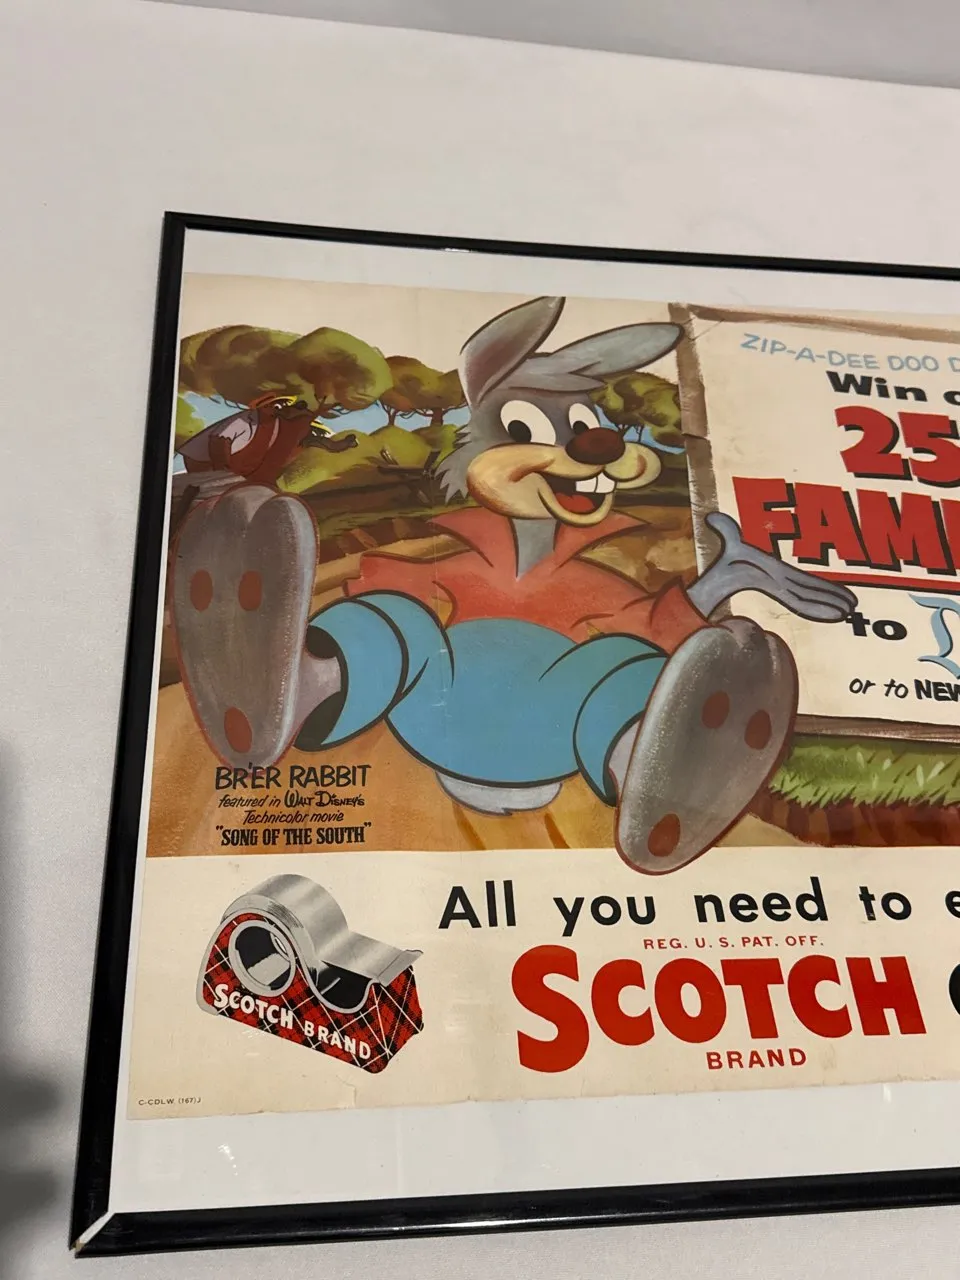 ZIP-A-DEE DOO
Win
25
FAM
to D
or to NEW
BR'ER RABBIT
featured in WALT DISNEY'S
Technicolor movie
"SONG OF THE SOUTH"
All you need to e
REG. U. S. PAT. OFF.
SCOTCH
BRAND
SCOTCH BRAND
C-CDLW. (167)J